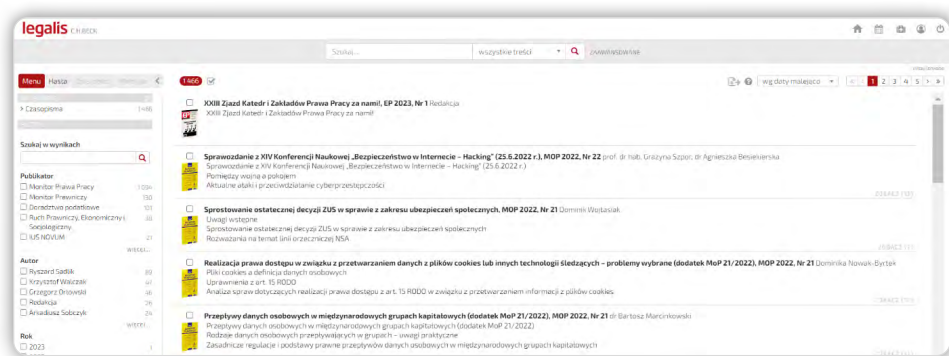 legalis C.H.BECK
Szukaj...
wszystkie treści
ZAAWANSOWANE
Menu Hasła
1466
wg daty malejąco
1 2 3 4 5
> Czasopisma 1466
Szukaj w wynikach
Publikator
Monitor Prawa Pracy
Monitor Prawniczy 150
Doradztwo podatkowe 101
Ruch Prawniczy, Ekonomiczny i
Socjologiczny
IUS NOVUM 21
więcej...
Autor
Ryszard Sadlik
Krzysztof Walczak
Grzegorz Orłowski
Redakcja
Arkadiusz Sobczyk
więcej...
Rok
2023 1
XXIII Zjazd Katedr i Zakładów Prawa Pracy za nami!, EP 2023, Nr 1 Redakcja
XXIII Zjazd Katedr i Zakładów Prawa Pracy za nami!
Sprawozdanie z XIV Konferencji Naukowej „Bezpieczeństwo w Internecie – Hacking" (25.6.2022 r.), MOP 2022, Nr 22 prof. dr hab. Grażyna Szpor, dr Agnieszka Besiekierska
Sprawozdanie z XIV Konferencji Naukowej „Bezpieczeństwo w Internecie – Hacking" (25.6.2022 r.)
Pomiędzy wojną a pokojem
Aktualne ataki i przeciwdziałanie cyberprzestępczości
Sprostowanie ostatecznej decyzji ZUS w sprawie z zakresu ubezpieczeń społecznych, MOP 2022, Nr 21 Dominik Wojtasiak
Uwagi wstępne
Sprostowanie ostatecznej decyzji ZUS w sprawie z zakresu ubezpieczeń społecznych
Rozważania na temat linii orzeczniczej NSA
Realizacja prawa dostępu w związku z przetwarzaniem danych z plików cookies lub innych technologii śledzących – problemy wybrane (dodatek MoP 21/2022), MOP 2022, Nr 21 Dominika Nowak-Byrtek
Pliki cookies a definicja danych osobowych
Uprawnienia z art. 15 RODO
Analiza spraw dotyczących realizacji prawa dostępu z art. 15 RODO w związku z przetwarzaniem informacji z plików cookies
Przepływy danych osobowych w międzynarodowych grupach kapitałowych (dodatek MoP 21/2022), MOP 2022, Nr 21 dr Bartosz Marcinkowski
Przepływy danych osobowych w międzynarodowych grupach kapitałowych (dodatek MoP 21/2022)
Rodzaje danych osobowych przepływających w grupach – uwagi praktyczne
Zasadnicze regulacje i podstawy prawne przepływów danych osobowych w międzynarodowych grupach kapitałowych